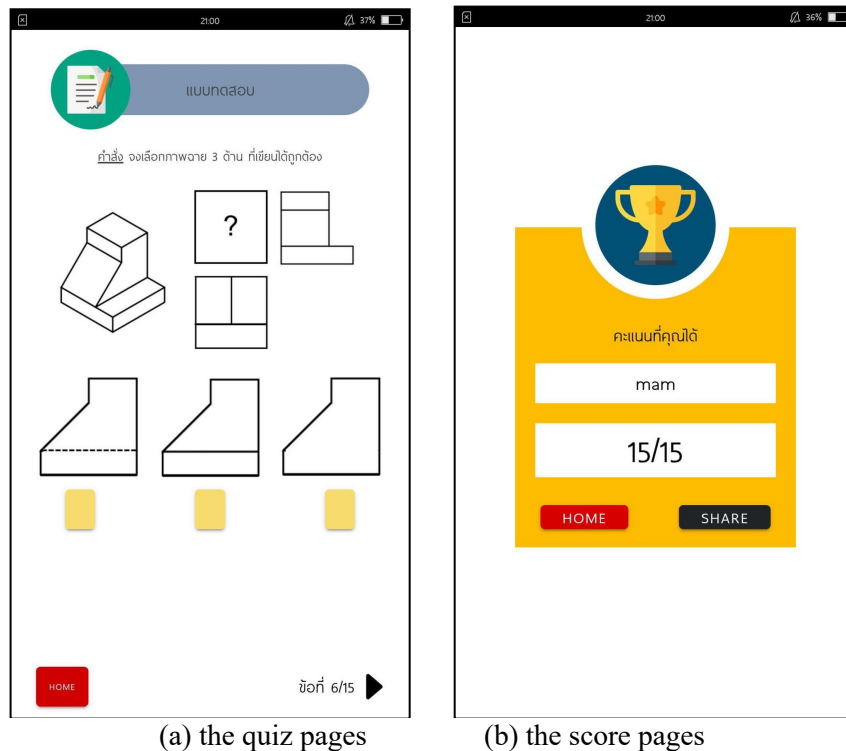 21:00
37%
แบบทดสอบ
คำสั่ง จงเลือกภาพฉาย 3 ด้าน ที่เขียนได้ถูกต้อง
?
HOME
ข้อที่ 6/15
(a) the quiz pages
21:00
36%
คะแนนที่คุณได้
mam
15/15
HOME SHARE
(b) the score pages